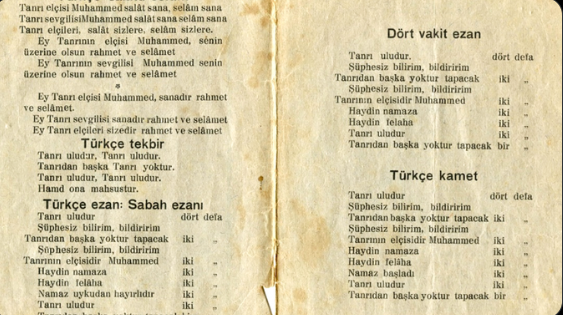 Tanrı elçisi Muhammed salât sana, selâm sana
Tanrı sevgilisi Muhammed salât sana selâm sana
Tanrı elçileri, salât sizlere. selâm sizlere.
Ey Tanrının elçisi Muhammed, senin
üzerine olsun rahmet ve selâmet
Ey Tanrının sevgilisi Muhammed senin
üzerine olsun rahmet ve selâmet
*
Ey Tanrı elçisi Muhammed, sanadır rahmet
ve selâmet.
Ey Tanrı sevgilisi sanadır rahmet ve selâmet
Ey Tanrı elçileri sizedir rahmet ve selâmet
Türkçe tekbir
Tanrı uludur, Tanrı uludur.
Tanrıdan başka Tanrı yoktur.
Tanrı uludur, Tanrı uludur.
Hamd ona mahsustur.
Türkçe ezan: Sabah ezanı
Tanrı uludur dört defa
Şüphesiz bilirim, bildiririm
Tanrıdan başka yoktur tapacak iki „
Şüphesiz bilirim, bildiririm
Tanrının elçisidir Muhammed iki „
Haydin namaza iki „
Haydin felâha iki „
Namaz uykudan hayırlıdır iki „
Tanrı uludur iki „
Dört vakit ezan
Tanrı uludur. dört defa
Şüphesiz bilirim, bildiririm
Tanrıdan başka yoktur tapacak iki „
Şüphesiz bilirim, bildiririm
Tanrının elçisidir Muhammed iki „
Haydin namaza iki „
Haydin felaha iki „
Tanrı uludur iki „
Tanrıdan başka yoktur tapacak bir „
Türkçe kamet
Tanrı uludur dört defa
Şüphesiz bilirim, bildiririm
Tanrıdan başka yoktur tapacak iki „
Şüphesiz bilirim, bildiririm
Tanrının elçisidir Muhammed iki „
Haydin namaza iki „
Haydin felâha iki „
Namaz başladı iki „
Tanrı uludur iki „
Tanrıdan başka yoktur tapacak bir „